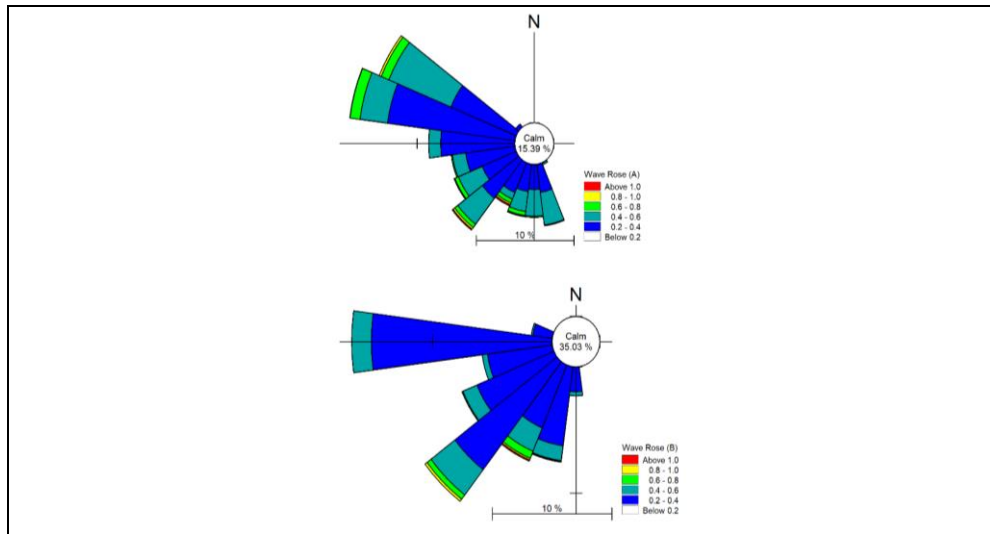 N
Calm
15.39 %
Wave Rose (A)
Above 1.0
0.8 - 1.0
0.6 - 0.8
0.4 - 0.6
0.2 - 0.4
Below 0.2
10 %
N
Calm
35.03 %
Wave Rose (B)
Above 1.0
0.8 - 1.0
0.6 - 0.8
0.4 - 0.6
0.2 - 0.4
Below 0.2
10 %